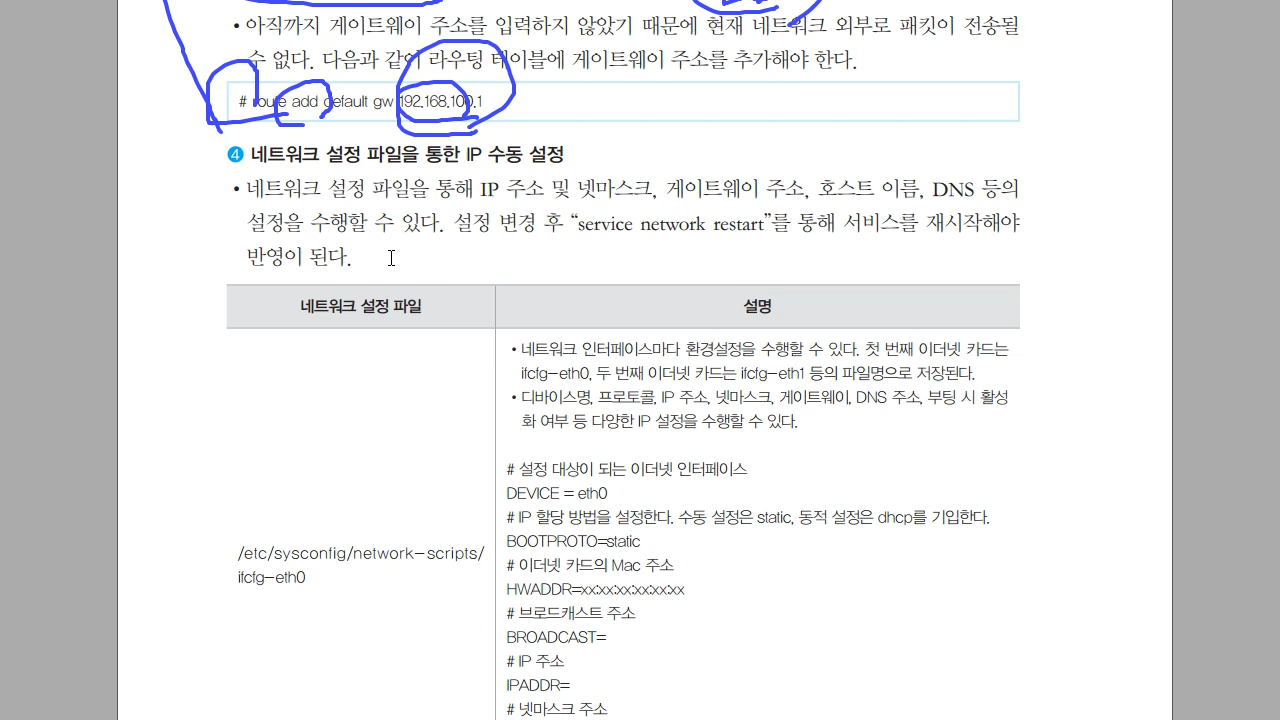 • 아직까지 게이트웨이 주소를 입력하지 않았기 때문에 현재 네트워크 외부로 패킷이 전송될
수 없다. 다음과 같이 라우팅 테이블에 게이트웨이 주소를 추가해야 한다.
# route add default gw 192.168.100.1
4 네트워크 설정 파일을 통한 IP 수동 설정
• 네트워크 설정 파일을 통해 IP 주소 및 넷마스크, 게이트웨이 주소, 호스트 이름, DNS 등의
설정을 수행할 수 있다. 설정 변경 후 “service network restart”를 통해 서비스를 재시작해야
반영이 된다.
네트워크 설정 파일
설명
/etc/sysconfig/network-scripts/
ifcfg-eth0
• 네트워크 인터페이스마다 환경설정을 수행할 수 있다. 첫 번째 이더넷 카드는
ifcfg-eth0, 두 번째 이더넷 카드는 ifcfg-eth1 등의 파일명으로 저장된다.
• 디바이스명, 프로토콜, IP 주소, 넷마스크, 게이트웨이, DNS 주소, 부팅 시 활성
화 여부 등 다양한 IP 설정을 수행할 수 있다.
# 설정 대상이 되는 이더넷 인터페이스
DEVICE = eth0
# IP 할당 방법을 설정한다. 수동 설정은 static, 동적 설정은 dhcp를 기입한다.
BOOTPROTO=static
# 이더넷 카드의 Mac 주소
HWADDR=xx:xx:xx:xx:xx:xx
# 브로드캐스트 주소
BROADCAST=
# IP 주소
IPADDR=
# 넷마스크 주소